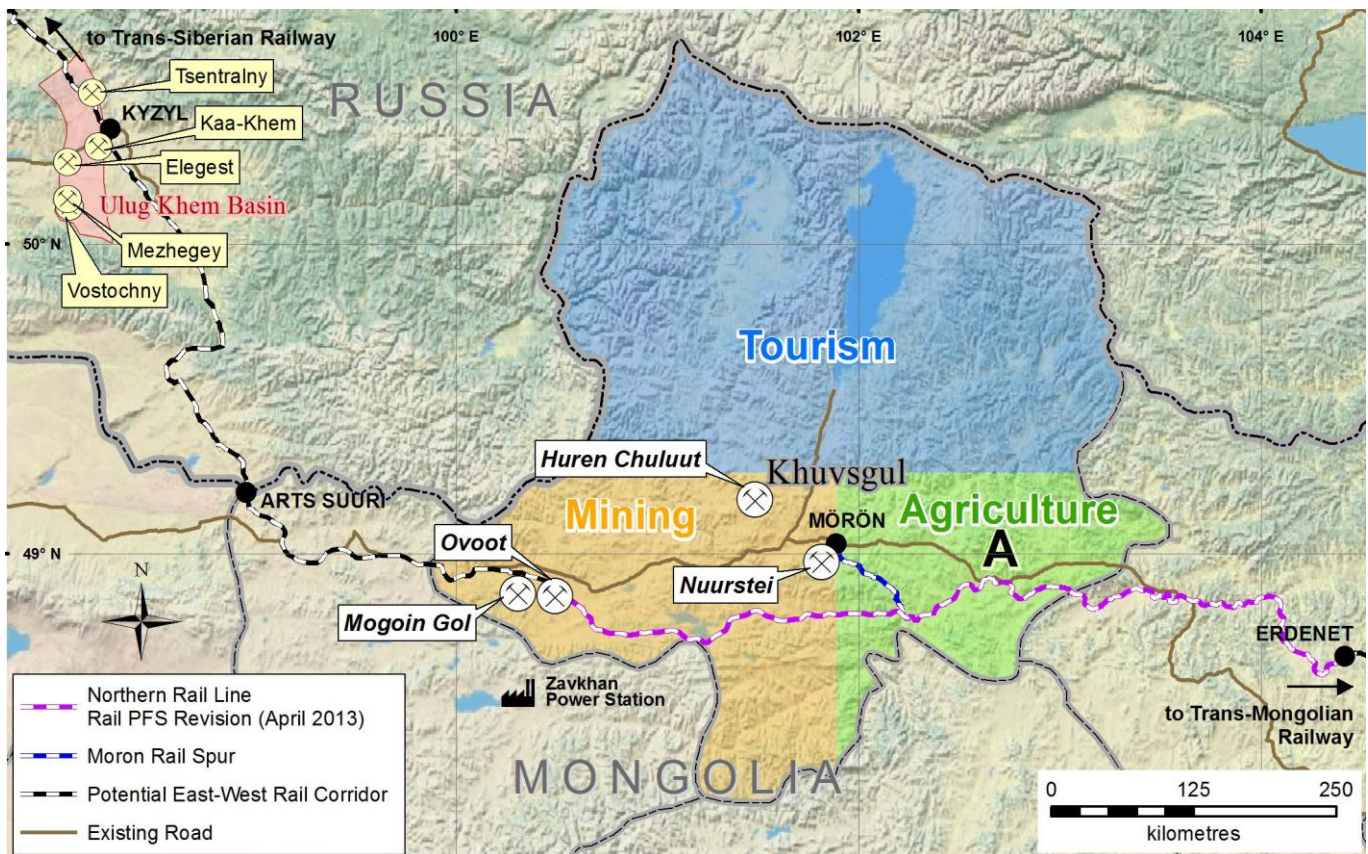 100° E
102° E
104° E
to Trans-Siberian Railway
Tsentralny
RUSSIA
KYZYL
Kaa-Khem
Elegest
Ulug Khem Basin
50° N
Mezhegey
Vostochny
Tourism
Huren Chuluut
Khuvsgul
ARTS SUURI
Mining
Agriculture
MÖRÖN
A
49° N
Ovoot
Nuurstei
N
Mogoin Gol
ERDENET
Zavkhan
Power Station
to Trans-Mongolian
Railway
MONGOLIA
Northern Rail Line
Rail PFS Revision (April 2013)
Moron Rail Spur
Potential East-West Rail Corridor
Existing Road
0 125 250
kilometres